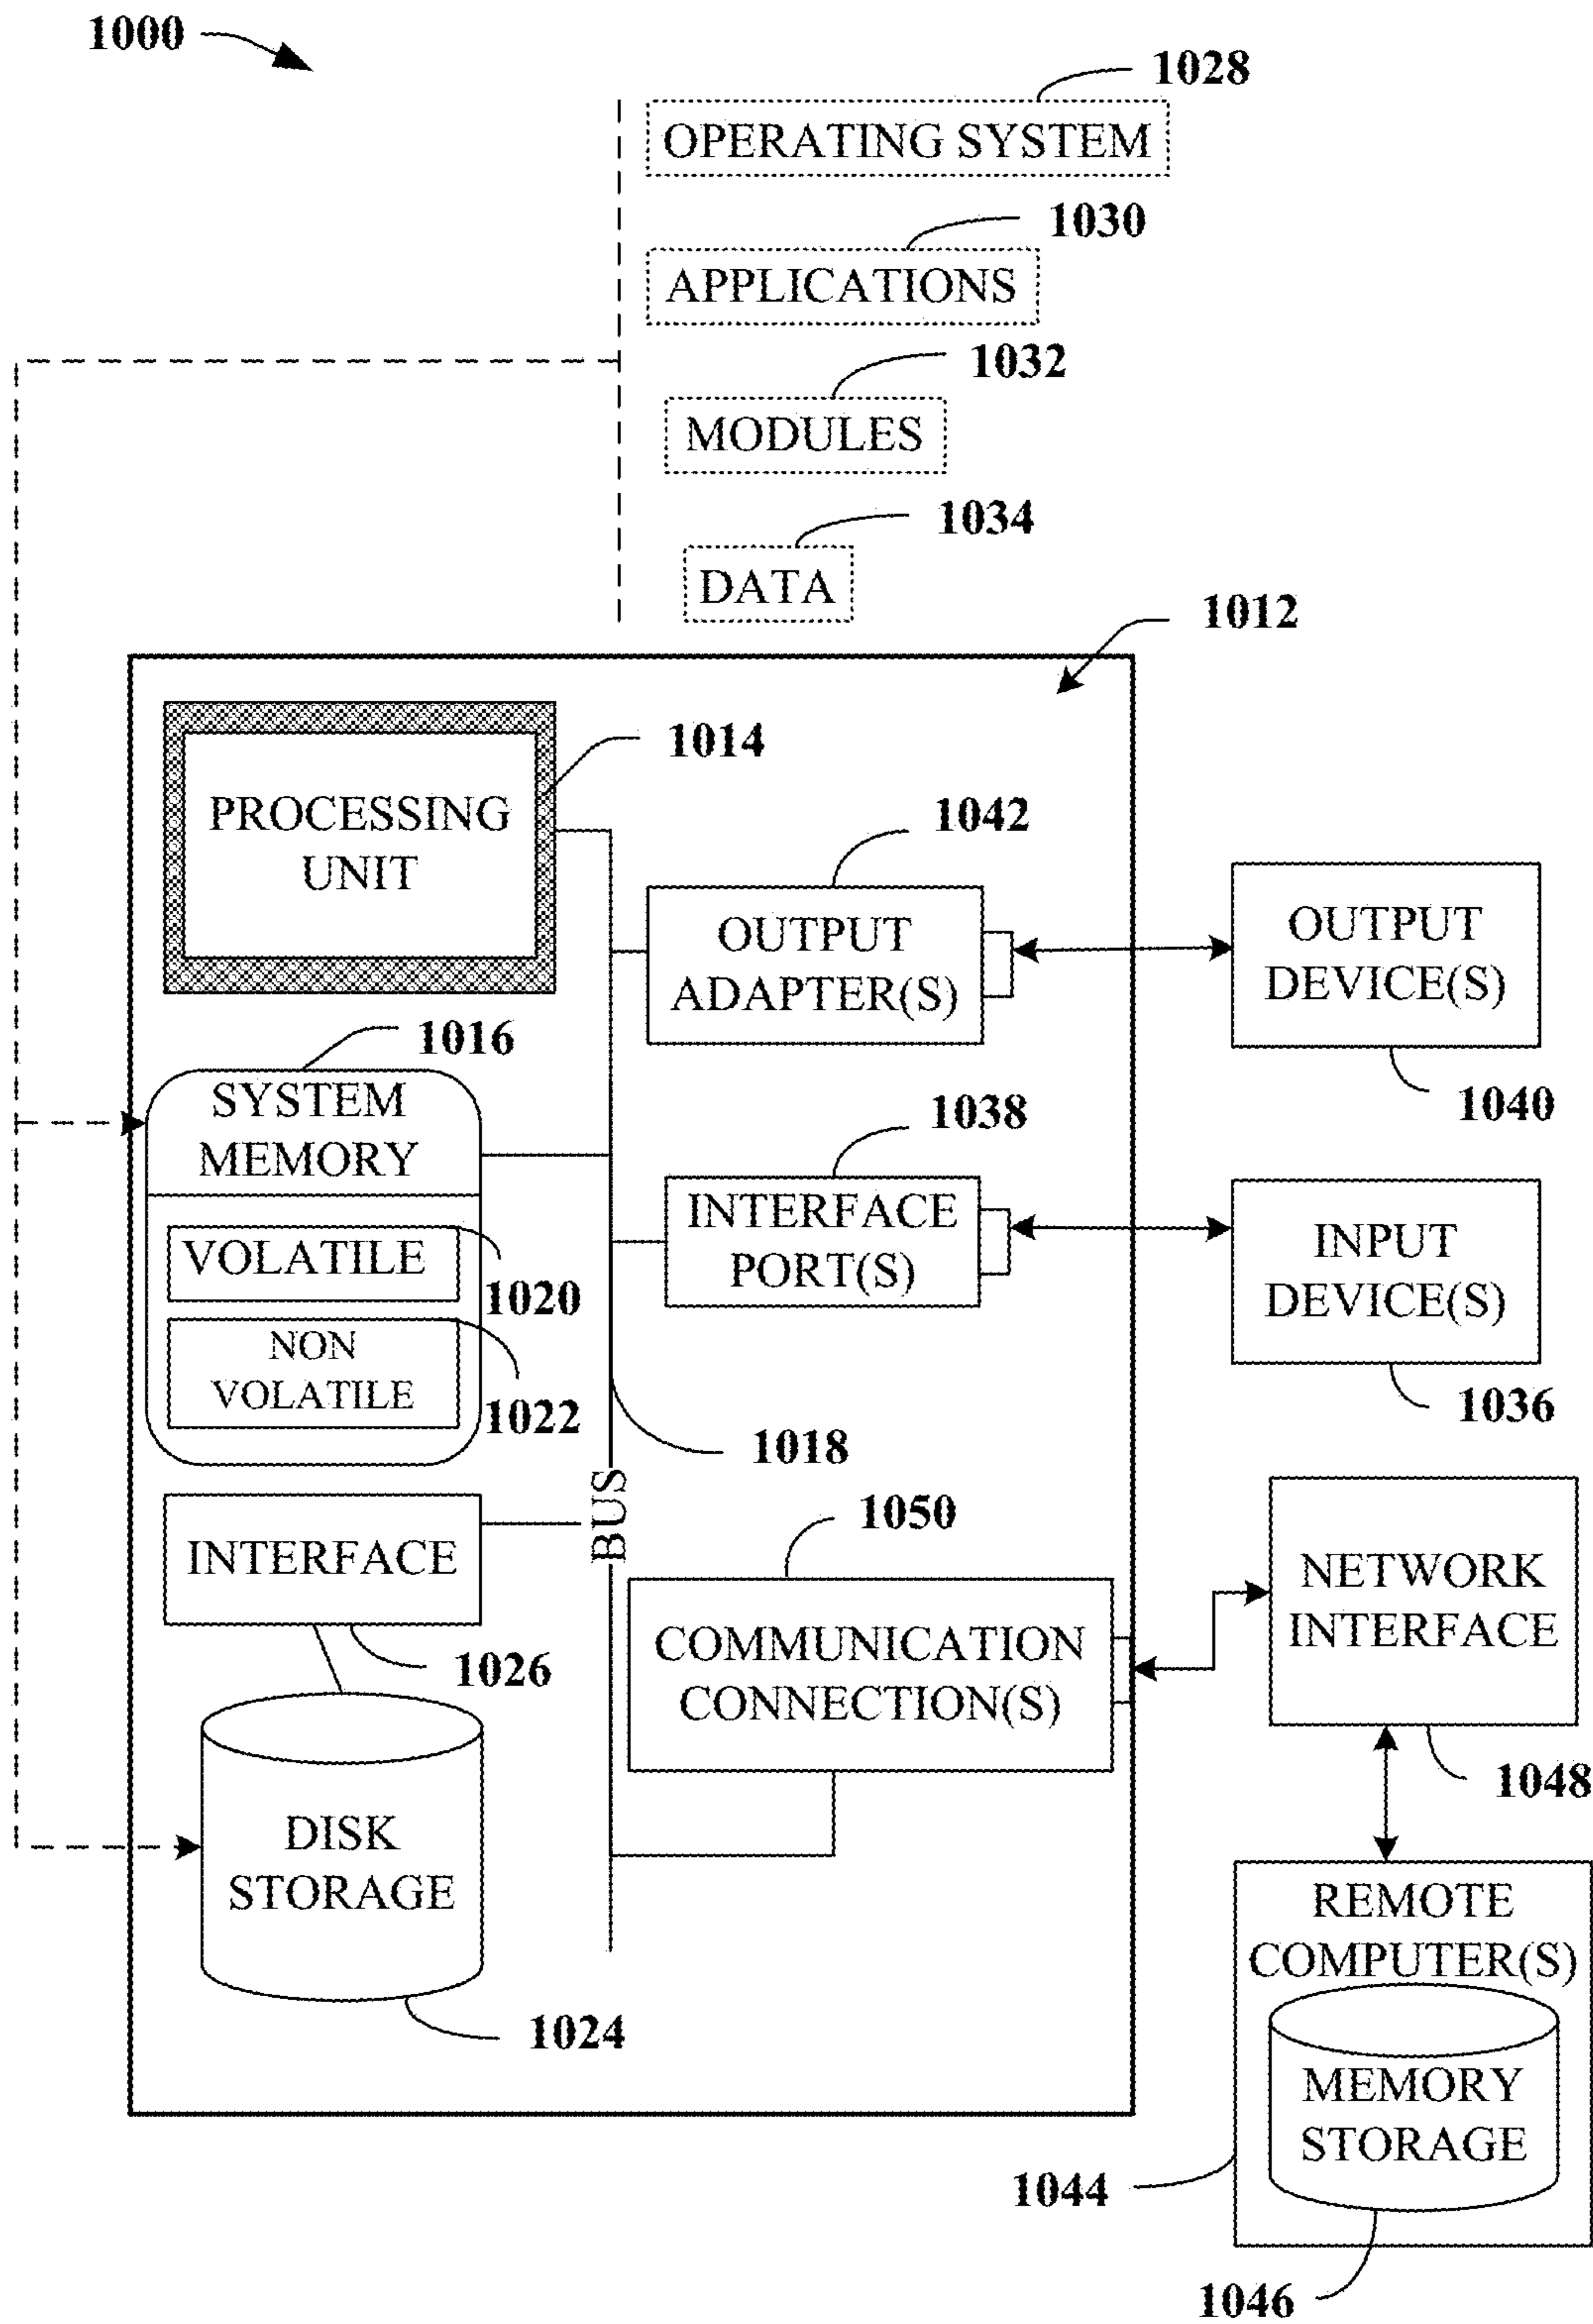 1000
1028
OPERATING SYSTEM
1030
APPLICATIONS
1032
MODULES
1034
DATA
1012
PROCESSING
UNIT
1014
1042
OUTPUT
ADAPTER(S)
OUTPUT
DEVICE(S)
1040
1016
SYSTEM
MEMORY
VOLATILE
1020
NON
VOLATILE
1022
1038
INTERFACE
PORT(S)
INPUT
DEVICE(S)
1036
1018
BUS
INTERFACE
1026
1050
COMMUNICATION
CONNECTION(S)
NETWORK
INTERFACE
1048
DISK
STORAGE
1024
REMOTE
COMPUTER(S)
MEMORY
STORAGE
1044
1046